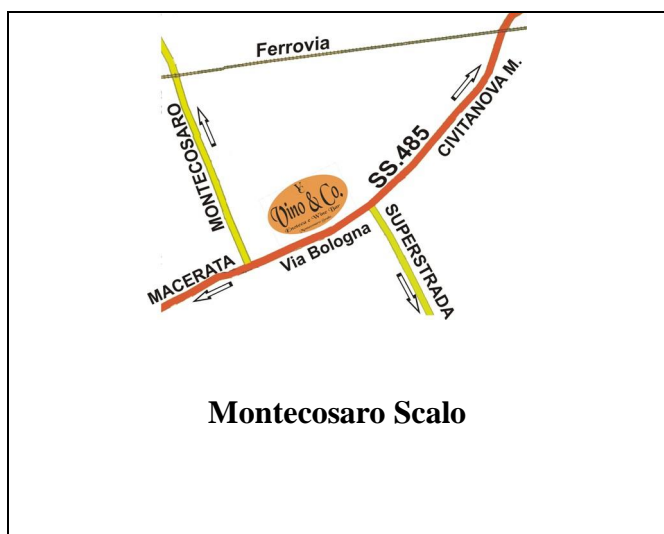 Ferrovia
MONTECOSARO
SS.485
CIVITANOVA M.
Vino & Co.
Via Bologna
SUPERSTRADA
MACERATA
Montecosaro Scalo